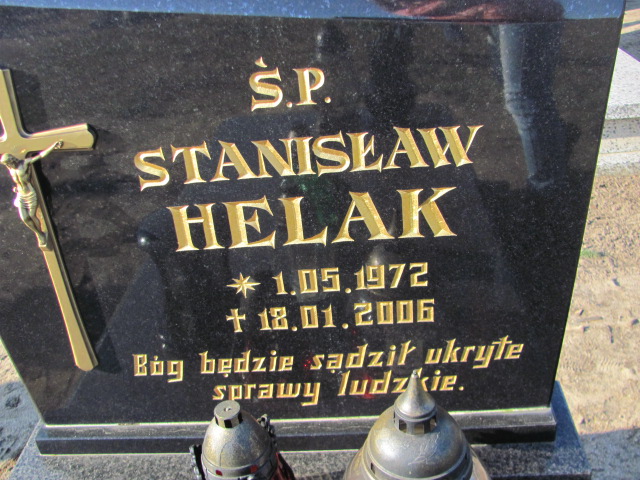 Ś.P.
STANISŁAW
HELAK
* 1.05.1972
✝ 18.01.2006
Bóg będzie sądził ukryte
sprawy ludzkie.